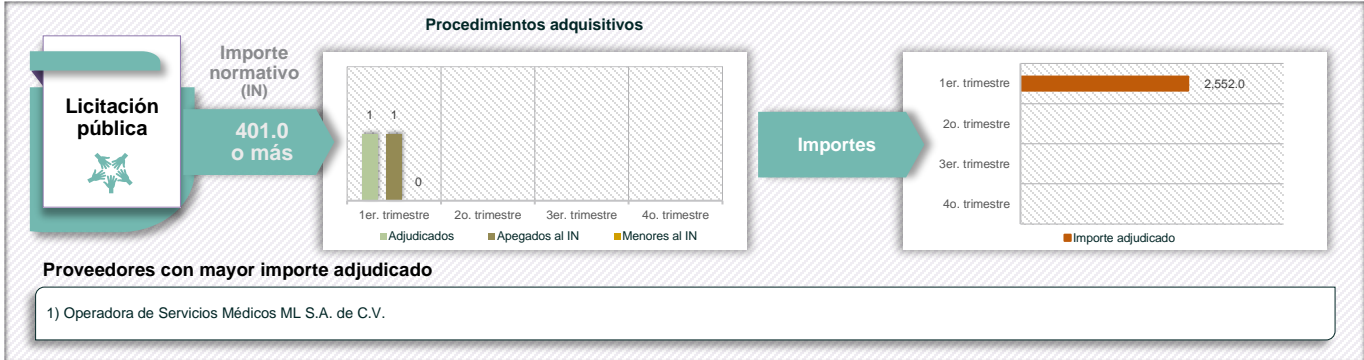 Procedimientos adquisitivos
Licitación
pública
Importe
normativo
(IN)
401.0
o más
1 1
0
1er. trimestre 2o. trimestre 3er. trimestre 4o. trimestre
Adjudicados Apegados al IN Menores al IN
Importes
1er. trimestre 2,552.0
2o. trimestre
3er. trimestre
4o. trimestre
Importe adjudicado
Proveedores con mayor importe adjudicado
1) Operadora de Servicios Médicos ML S.A. de C.V.